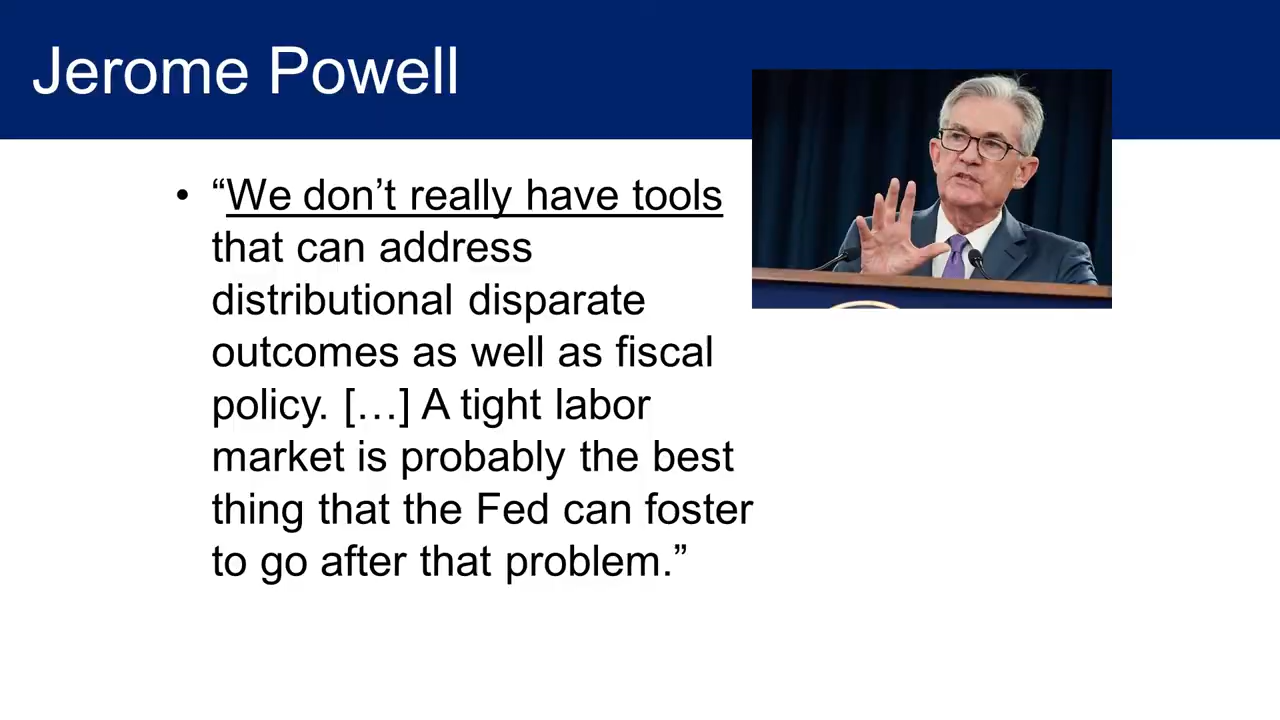 Jerome Powell
• “We don’t really have tools
that can address
distributional disparate
outcomes as well as fiscal
policy. […] A tight labor
market is probably the best
thing that the Fed can foster
to go after that problem.”